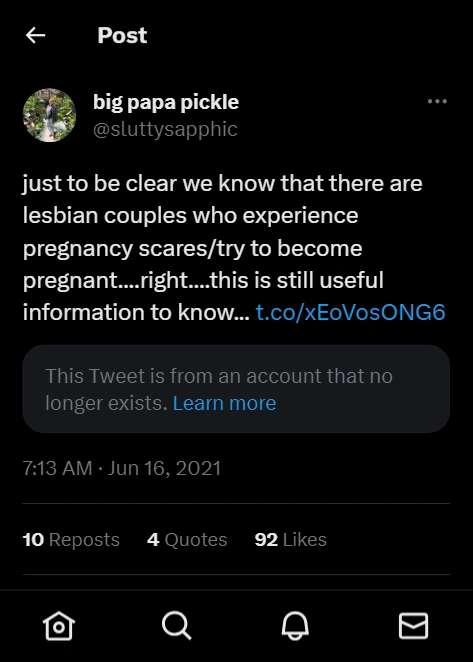 Post
big papa pickle
@sluttysapphic
just to be clear we know that there are
lesbian couples who experience
pregnancy scares/try to become
pregnant....right....this is still useful
information to know... t.co/xEoVosONG6
This Tweet is from an account that no
longer exists. Learn more
7:13 AM · Jun 16, 2021
10 Reposts 4 Quotes 92 Likes